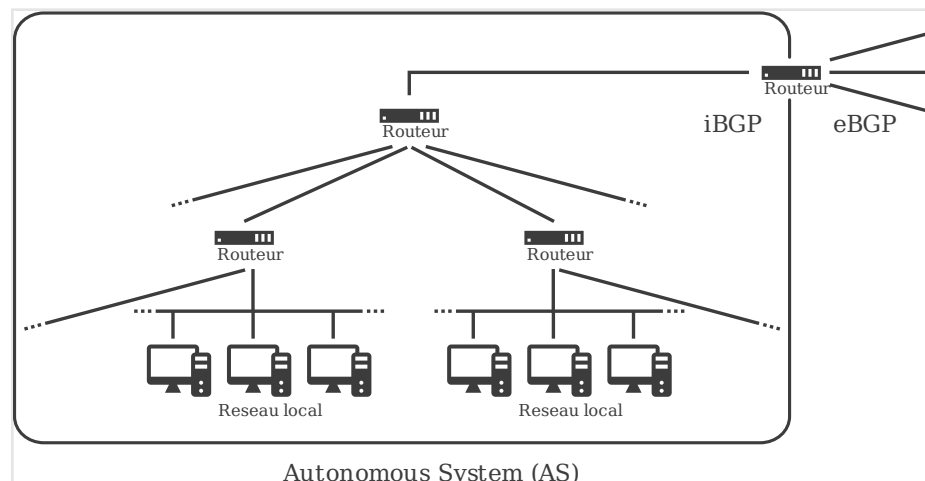 Routeur
Routeur
iBGP
eBGP
Routeur
Routeur
Reseau local
Reseau local
Autonomous System (AS)